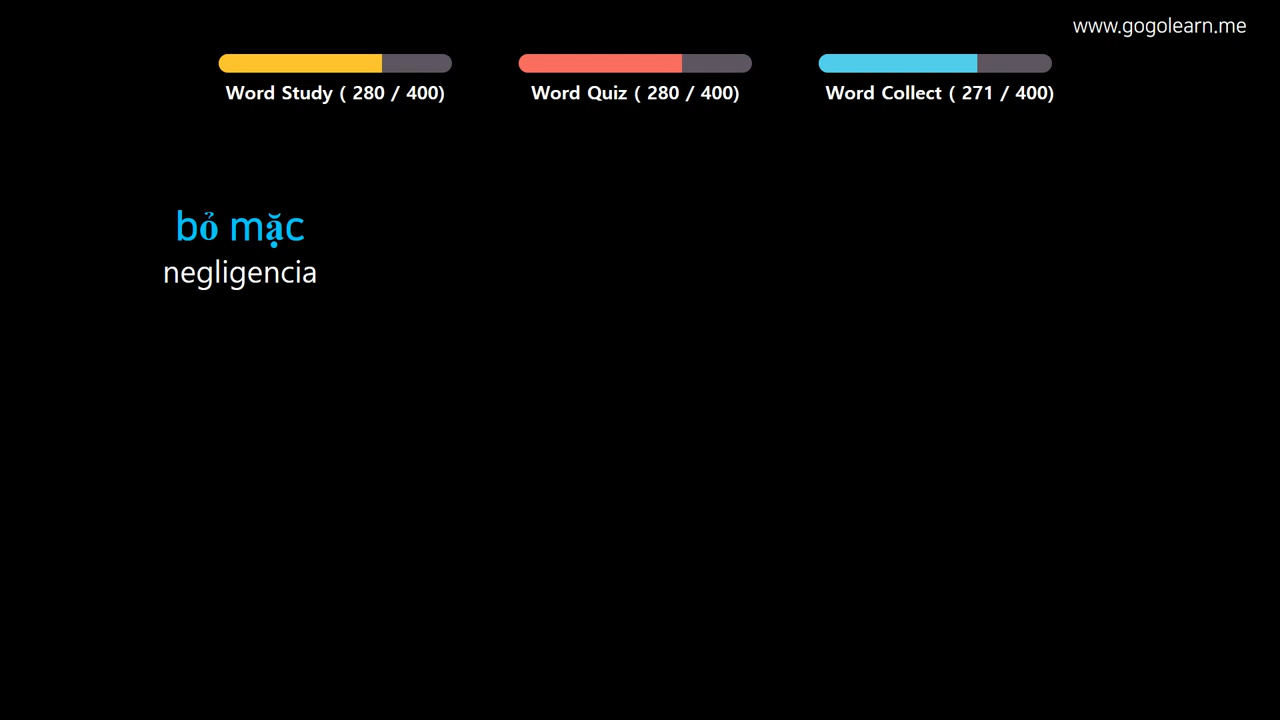 www.gogolearn.me
Word Study ( 280 / 400)
Word Quiz ( 280 / 400)
Word Collect ( 271 / 400)
bỏ mặc
negligencia